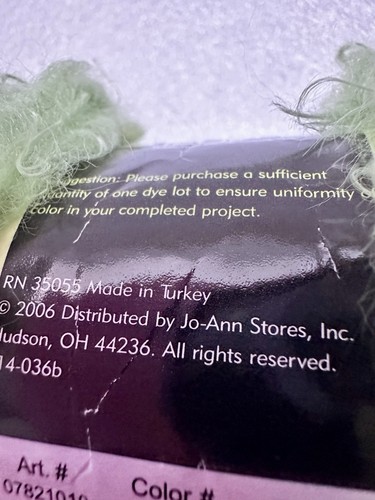 Please purchase a sufficient
of one dye lot to ensure uniformity
color in your completed project.
RN 35055 Made in Turkey
© 2006 Distributed by Jo-Ann Stores, Inc.
Hudson, OH 44236. All rights reserved.
14-036b
Art. #
Color #